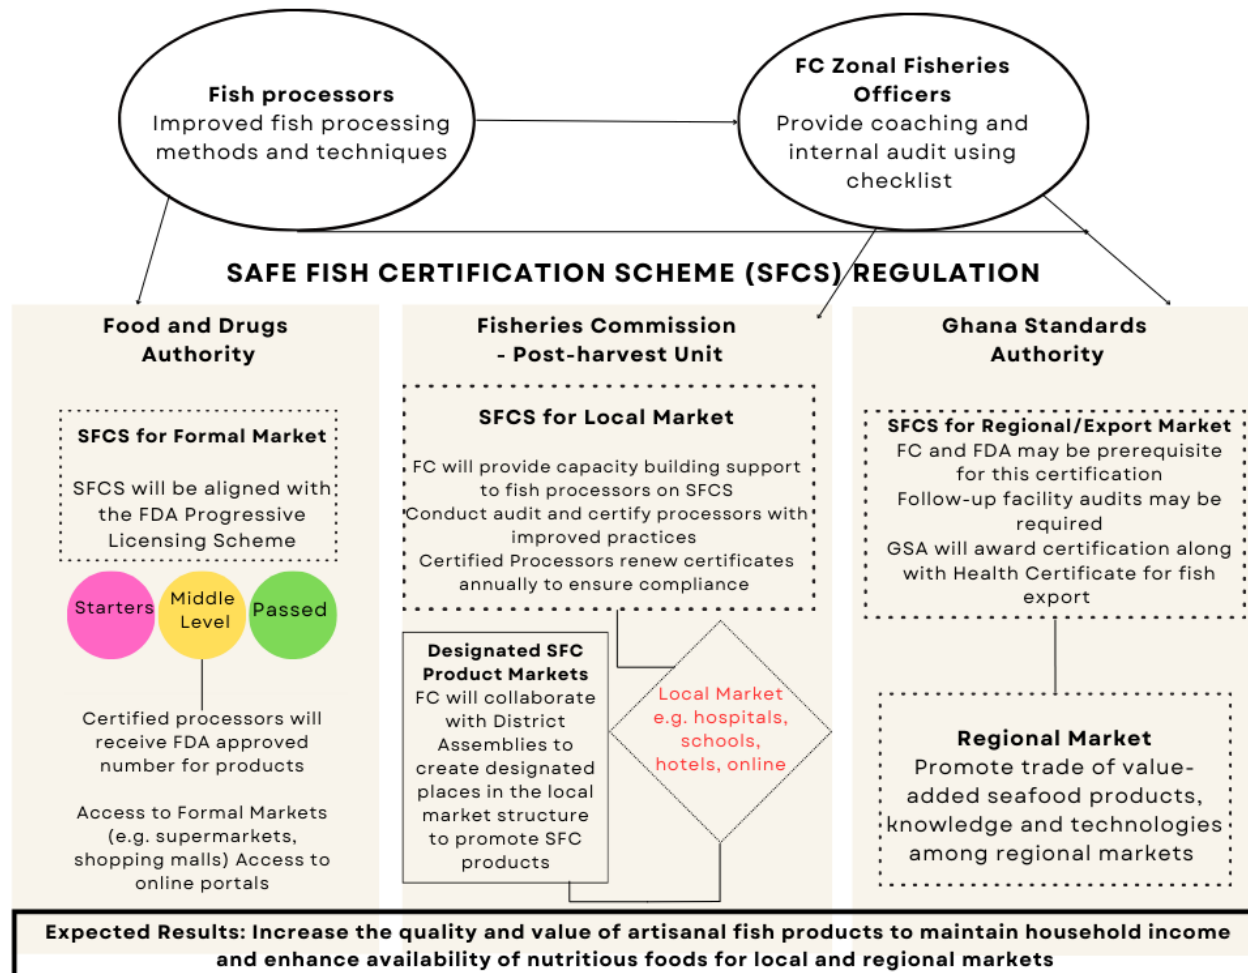 Fish processors
Improved fish processing
methods and techniques
FC Zonal Fisheries
Officers
Provide coaching and
internal audit using
checklist
SAFE FISH CERTIFICATION SCHEME (SFCS) REGULATION
Food and Drugs
Authority
SFCS for Formal Market
SFCS will be aligned with
the FDA Progressive
Licensing Scheme
Starters
Middle
Level
Passed
Certified processors will
receive FDA approved
number for products
Access to Formal Markets
(e.g. supermarkets,
shopping malls) Access to
online portals
Fisheries Commission
- Post-harvest Unit
SFCS for Local Market
FC will provide capacity building support
to fish processors on SFCS
Conduct audit and certify processors with
improved practices
Certified Processors renew certificates
annually to ensure compliance
Designated SFC
Product Markets
FC will collaborate
with District
Assemblies to
create designated
places in the local
market structure
to promote SFC
products
Local Market
e.g. hospitals,
schools,
hotels, online
Ghana Standards
Authority
SFCS for Regional/Export Market
FC and FDA may be prerequisite
for this certification
Follow-up facility audits may be
required
GSA will award certification along
with Health Certificate for fish
export
Regional Market
Promote trade of value-
added seafood products,
knowledge and technologies
among regional markets
Expected Results: Increase the quality and value of artisanal fish products to maintain household income
and enhance availability of nutritious foods for local and regional markets